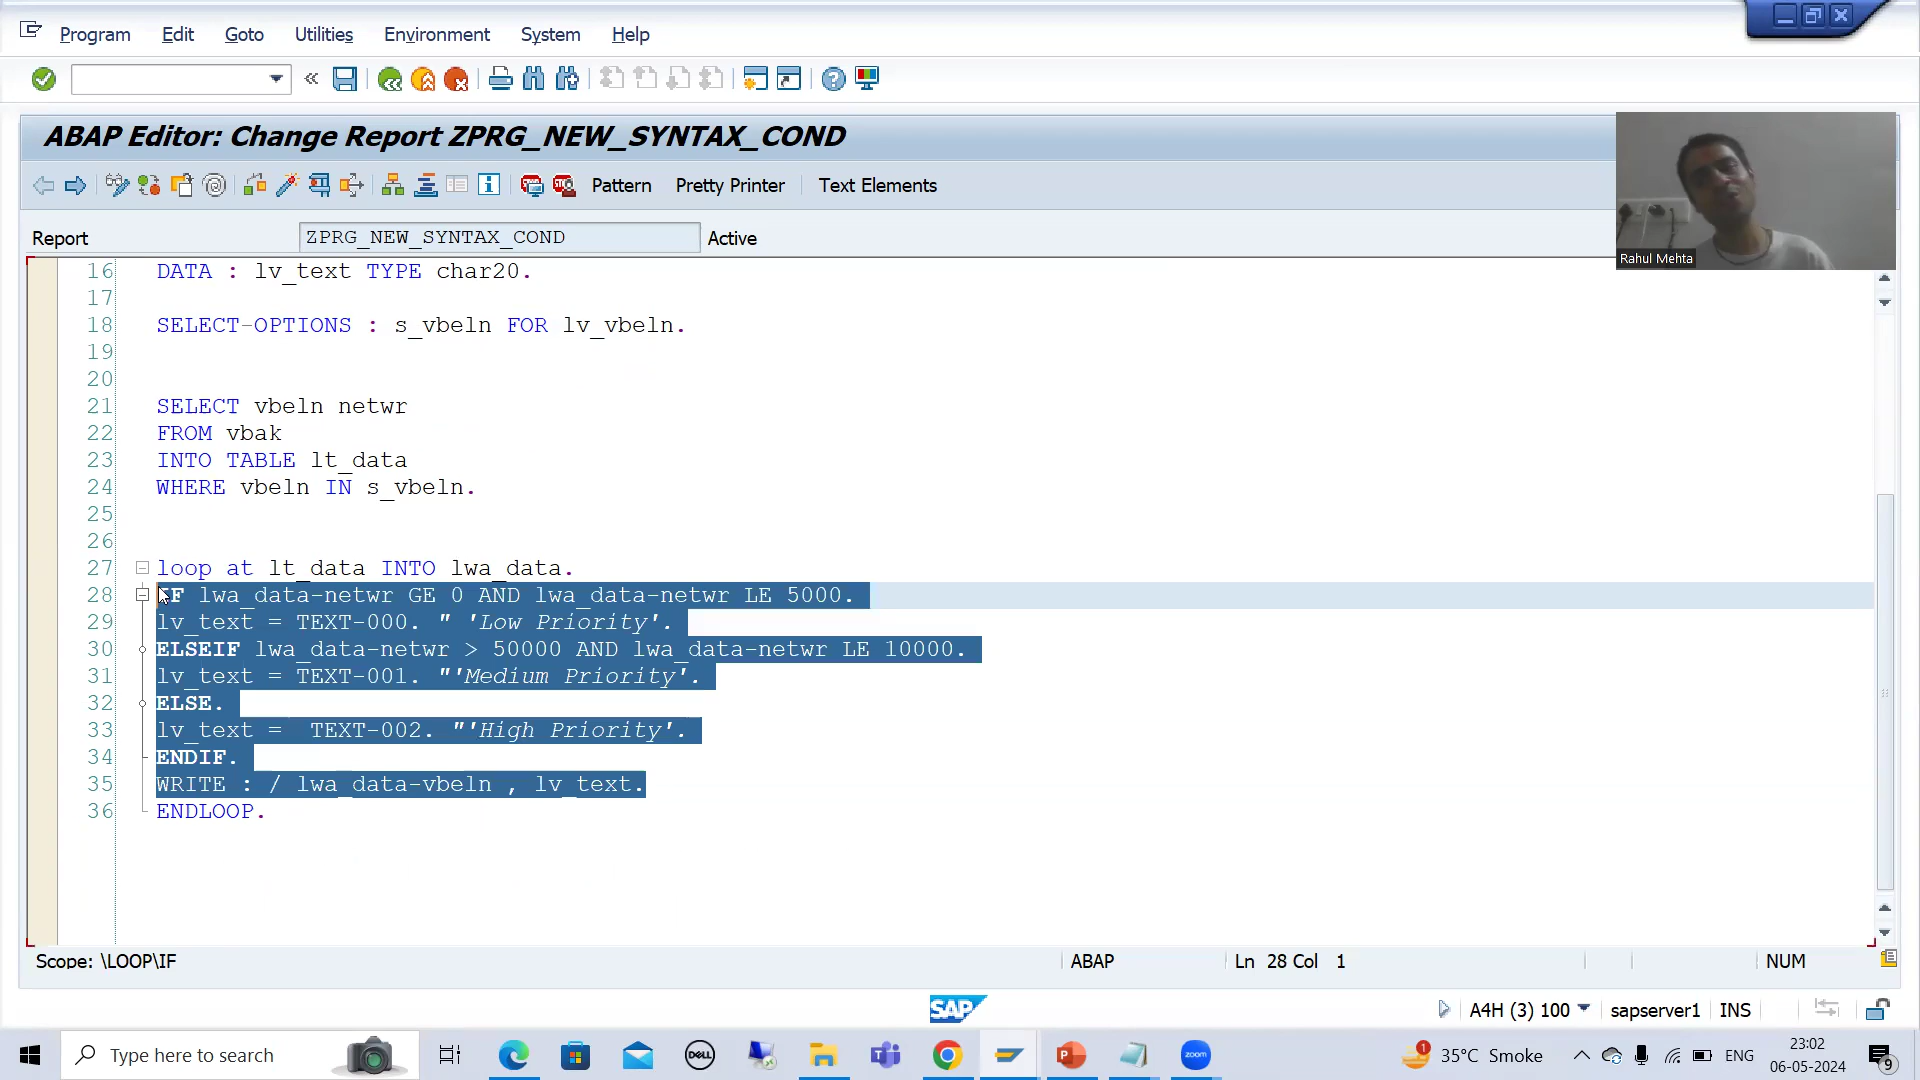 Program Edit Goto Utilities Environment System Help
ABAP Editor: Change Report ZPRG_NEW_SYNTAX_COND
Pattern Pretty Printer Text Elements
Report ZPRG_NEW_SYNTAX_COND Active
Rahul Mehta
16 DATA : lv_text TYPE char20.
17
18 SELECT-OPTIONS : s_vbeln FOR lv_vbeln.
19
20
21 SELECT vbeln netwr
22 FROM vbak
23 INTO TABLE lt_data
24 WHERE vbeln IN s_vbeln.
25
26
27 loop at lt_data INTO lwa_data.
28 IF lwa_data-netwr GE 0 AND lwa_data-netwr LE 5000.
29 lv_text = TEXT-000. " 'Low Priority'.
30 ELSEIF lwa_data-netwr > 50000 AND lwa_data-netwr LE 10000.
31 lv_text = TEXT-001. "'Medium Priority'.
32 ELSE.
33 lv_text =  TEXT-002. "'High Priority'.
34 ENDIF.
35 WRITE : / lwa_data-vbeln , lv_text.
36 ENDLOOP.
Scope: \LOOP\IF ABAP Ln 28 Col 1 NUM
SAP A4H (3) 100 sapserver1 INS
Type here to search DELL zoom 1 35°C Smoke ENG 23:02
06-05-2024 9